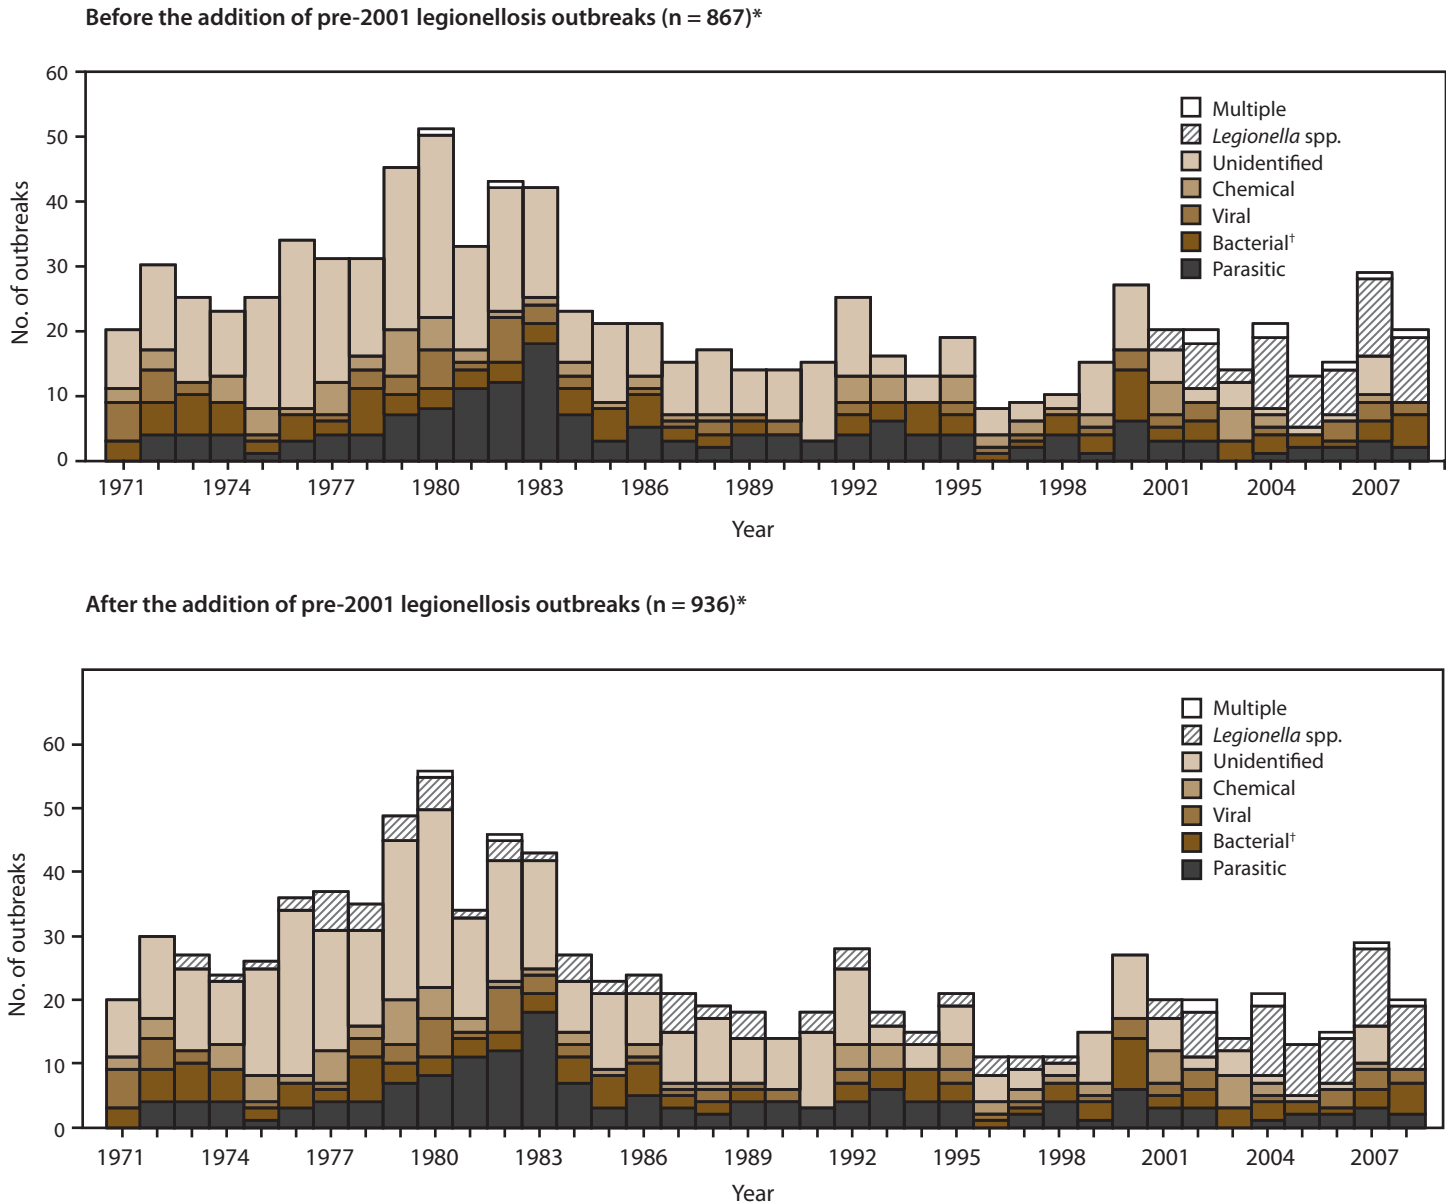 Before the addition of pre-2001 legionellosis outbreaks (n = 867)*
60
50
40
30
20
10
0
No. of outbreaks
Multiple
Legionella spp.
Unidentified
Chemical
Viral
Bacterial†
Parasitic
1971 1974 1977 1980 1983 1986 1989 1992 1995 1998 2001 2004 2007
Year
After the addition of pre-2001 legionellosis outbreaks (n = 936)*
60
50
40
30
20
10
0
No. of outbreaks
Multiple
Legionella spp.
Unidentified
Chemical
Viral
Bacterial†
Parasitic
1971 1974 1977 1980 1983 1986 1989 1992 1995 1998 2001 2004 2007
Year